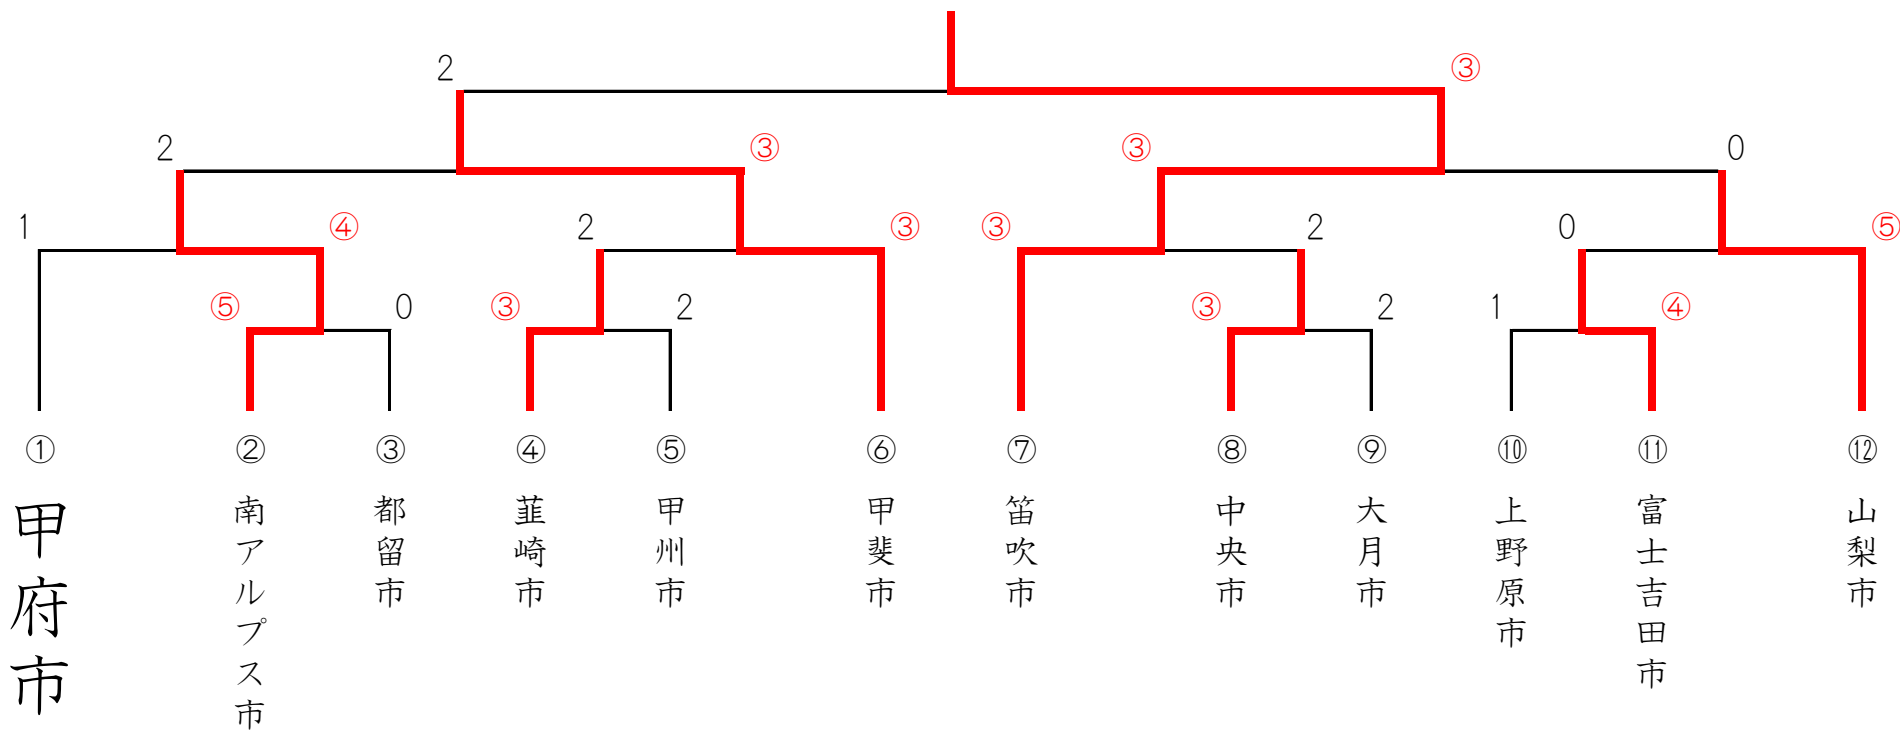 2
③
2
③
③
0
1
④
2
③
③
2
0
⑤
⑤
0
③
2
③
2
1
④
①
②
③
④
⑤
⑥
⑦
⑧
⑨
⑩
⑪
⑫
甲府市
南アルプス市
都留市
韮崎市
甲州市
甲斐市
笛吹市
中央市
大月市
上野原市
富士吉田市
山梨市